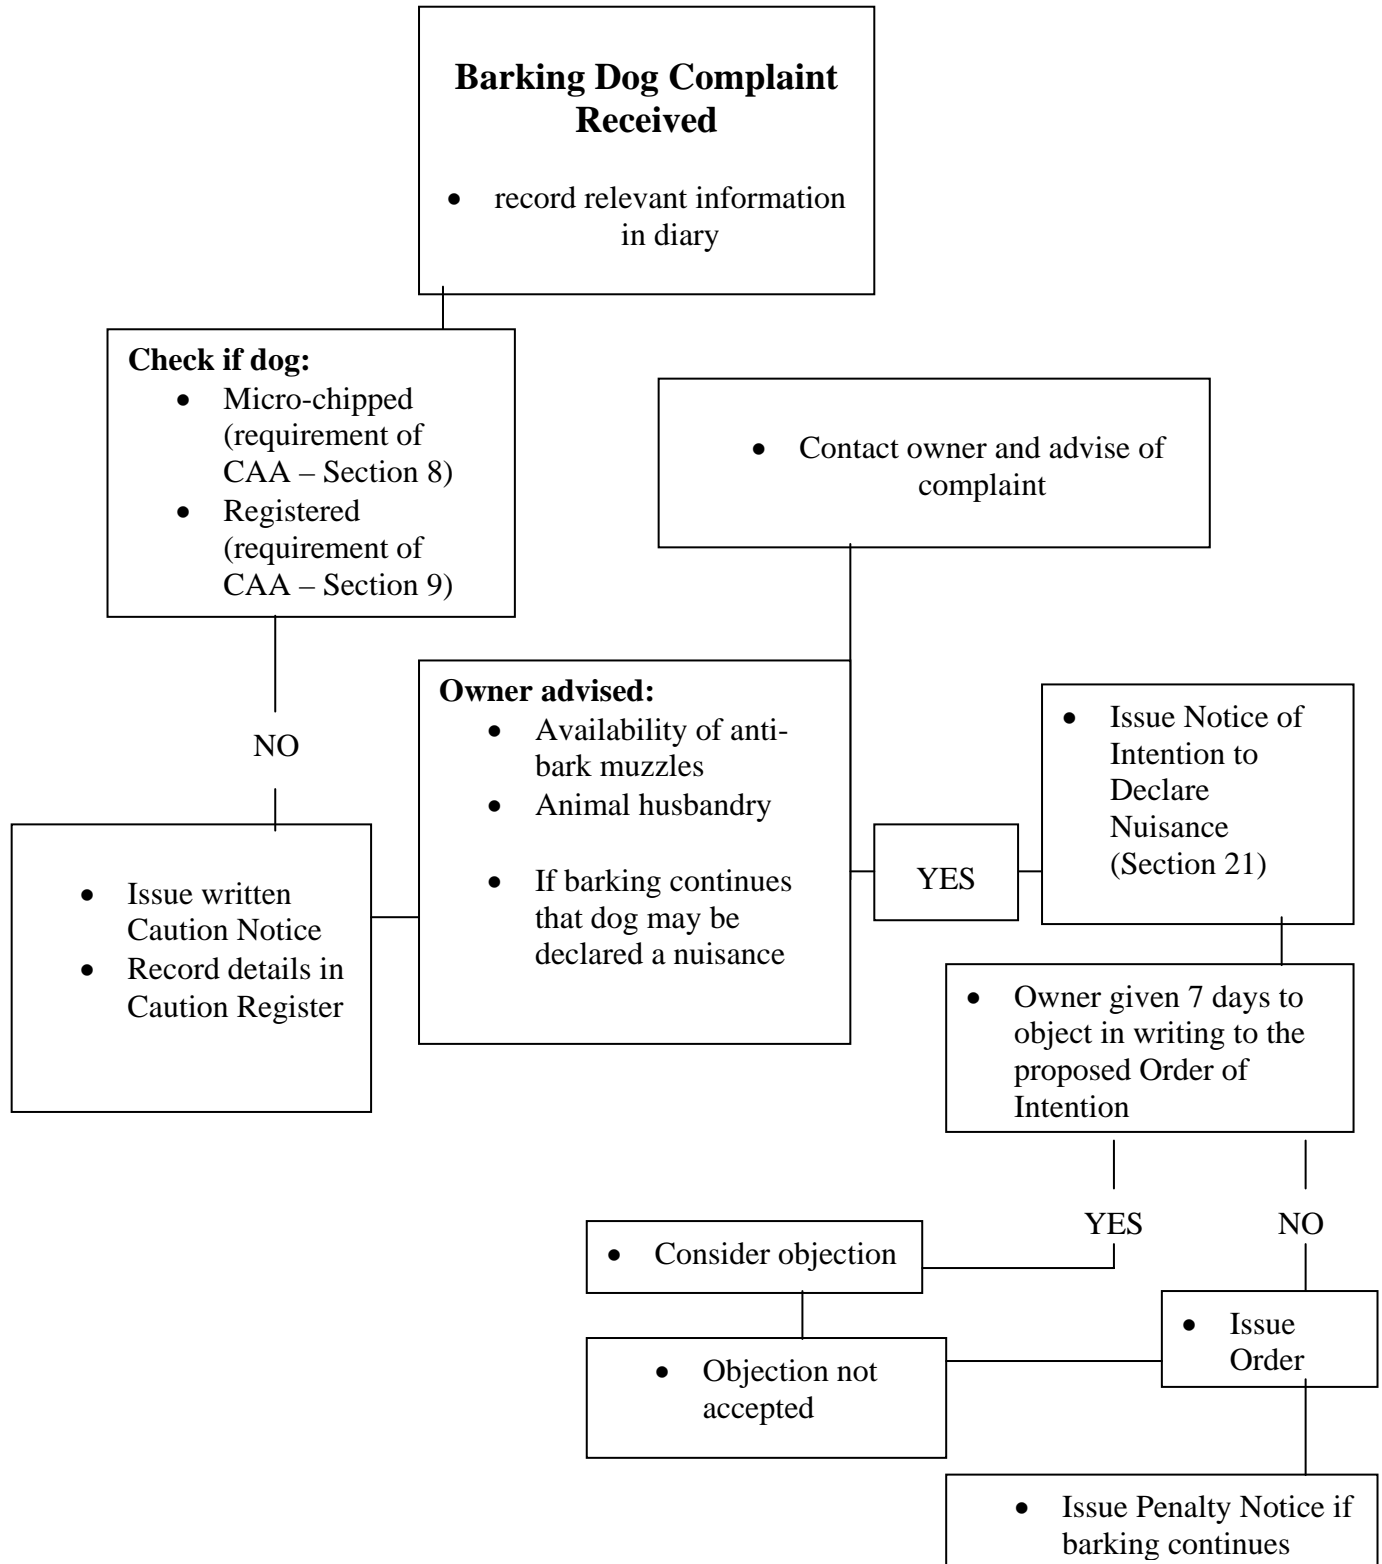 Barking Dog Complaint
Received
• record relevant information
in diary
Check if dog:
• Micro-chipped
(requirement of
CAA – Section 8)
• Registered
(requirement of
CAA – Section 9)
• Contact owner and advise of
complaint
NO
Owner advised:
• Availability of anti-
bark muzzles
• Animal husbandry
• If barking continues
that dog may be
declared a nuisance
• Issue written
Caution Notice
• Record details in
Caution Register
YES
• Issue Notice of
Intention to
Declare
Nuisance
(Section 21)
• Owner given 7 days to
object in writing to the
proposed Order of
Intention
YES
NO
• Consider objection
• Issue
Order
• Objection not
accepted
• Issue Penalty Notice if
barking continues